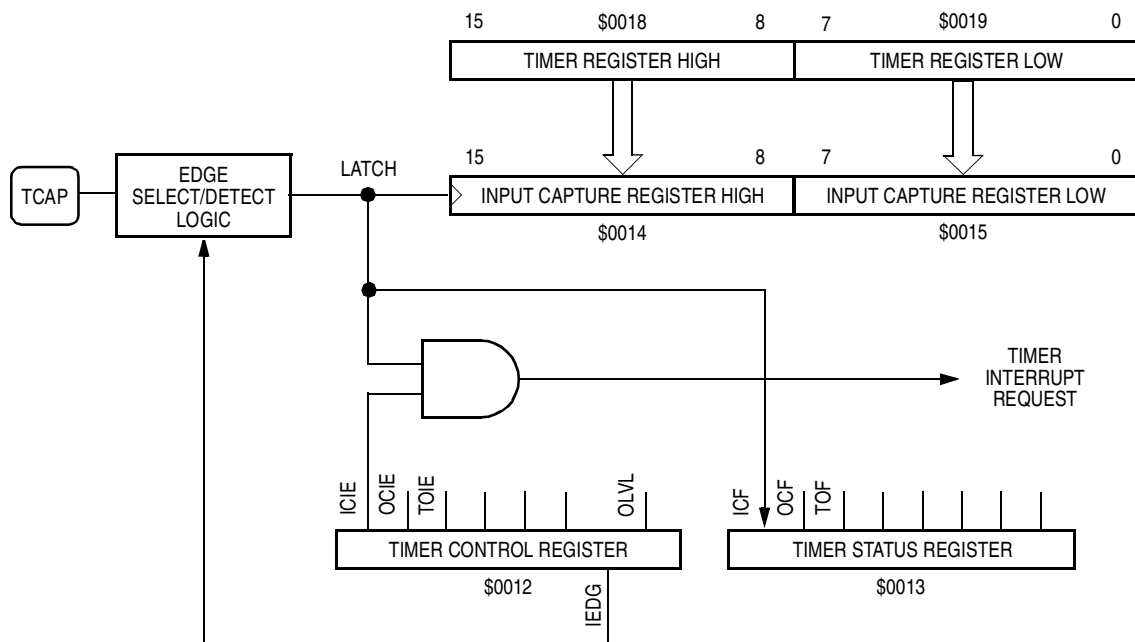 15 $0018 8 7 $0019 0
TIMER REGISTER HIGH TIMER REGISTER LOW
15 8 7 0
LATCH
TCAP
EDGE
SELECT/DETECT
LOGIC
INPUT CAPTURE REGISTER HIGH INPUT CAPTURE REGISTER LOW
$0014 $0015
TIMER
INTERRUPT
REQUEST
ICIE
OCIE
TOIE
OLVL
ICF
OCF
TOF
TIMER CONTROL REGISTER TIMER STATUS REGISTER
$0012 $0013
IEDG